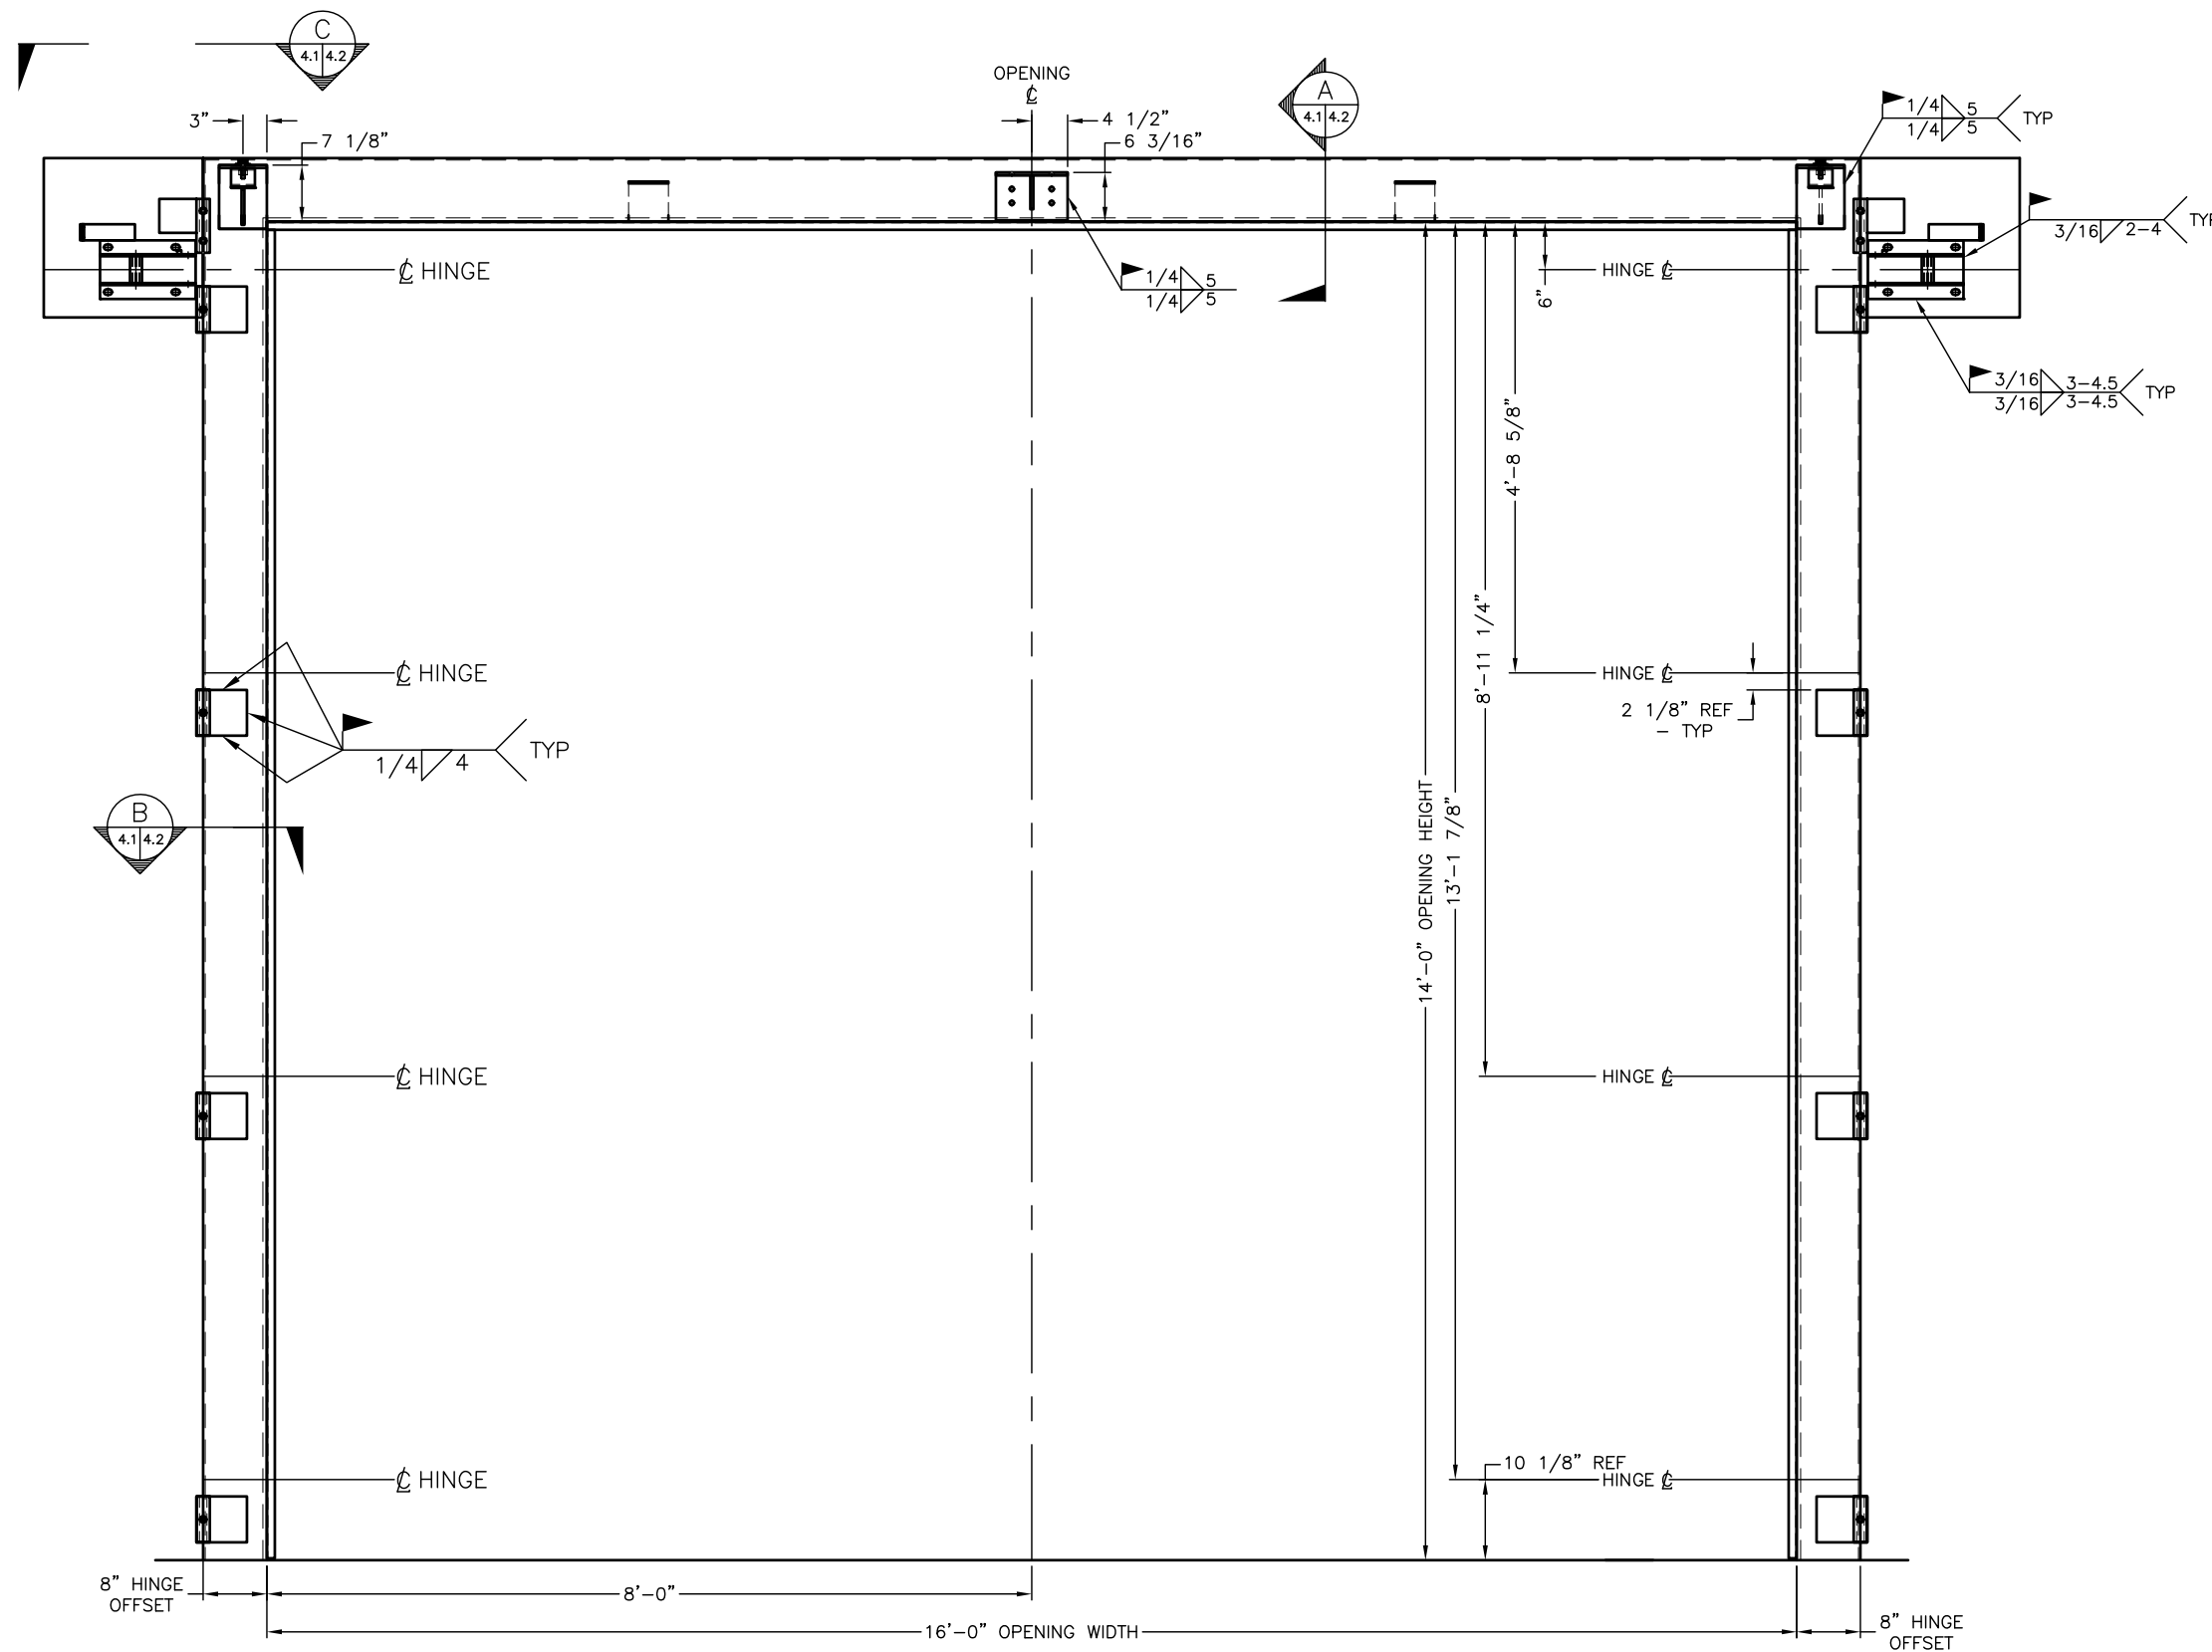 C
4.1 4.2
OPENING
℄
A
4.1 4.2
3"
7 1/8"
4 1/2"
6 3/16"
1/4 5
1/4 5
TYP
3/16 2-4
TYP
℄ HINGE
1/4 5
1/4 5
HINGE ℄
6"
3/16 3-4.5
3/16 3-4.5
TYP
4'-8 5/8"
8'-11 1/4"
℄ HINGE
HINGE ℄
2 1/8" REF
- TYP
1/4 4
TYP
B
4.1 4.2
14'-0" OPENING HEIGHT
13'-1 7/8"
℄ HINGE
HINGE ℄
10 1/8" REF
℄ HINGE
HINGE ℄
8" HINGE
OFFSET
8'-0"
16'-0" OPENING WIDTH
8" HINGE
OFFSET